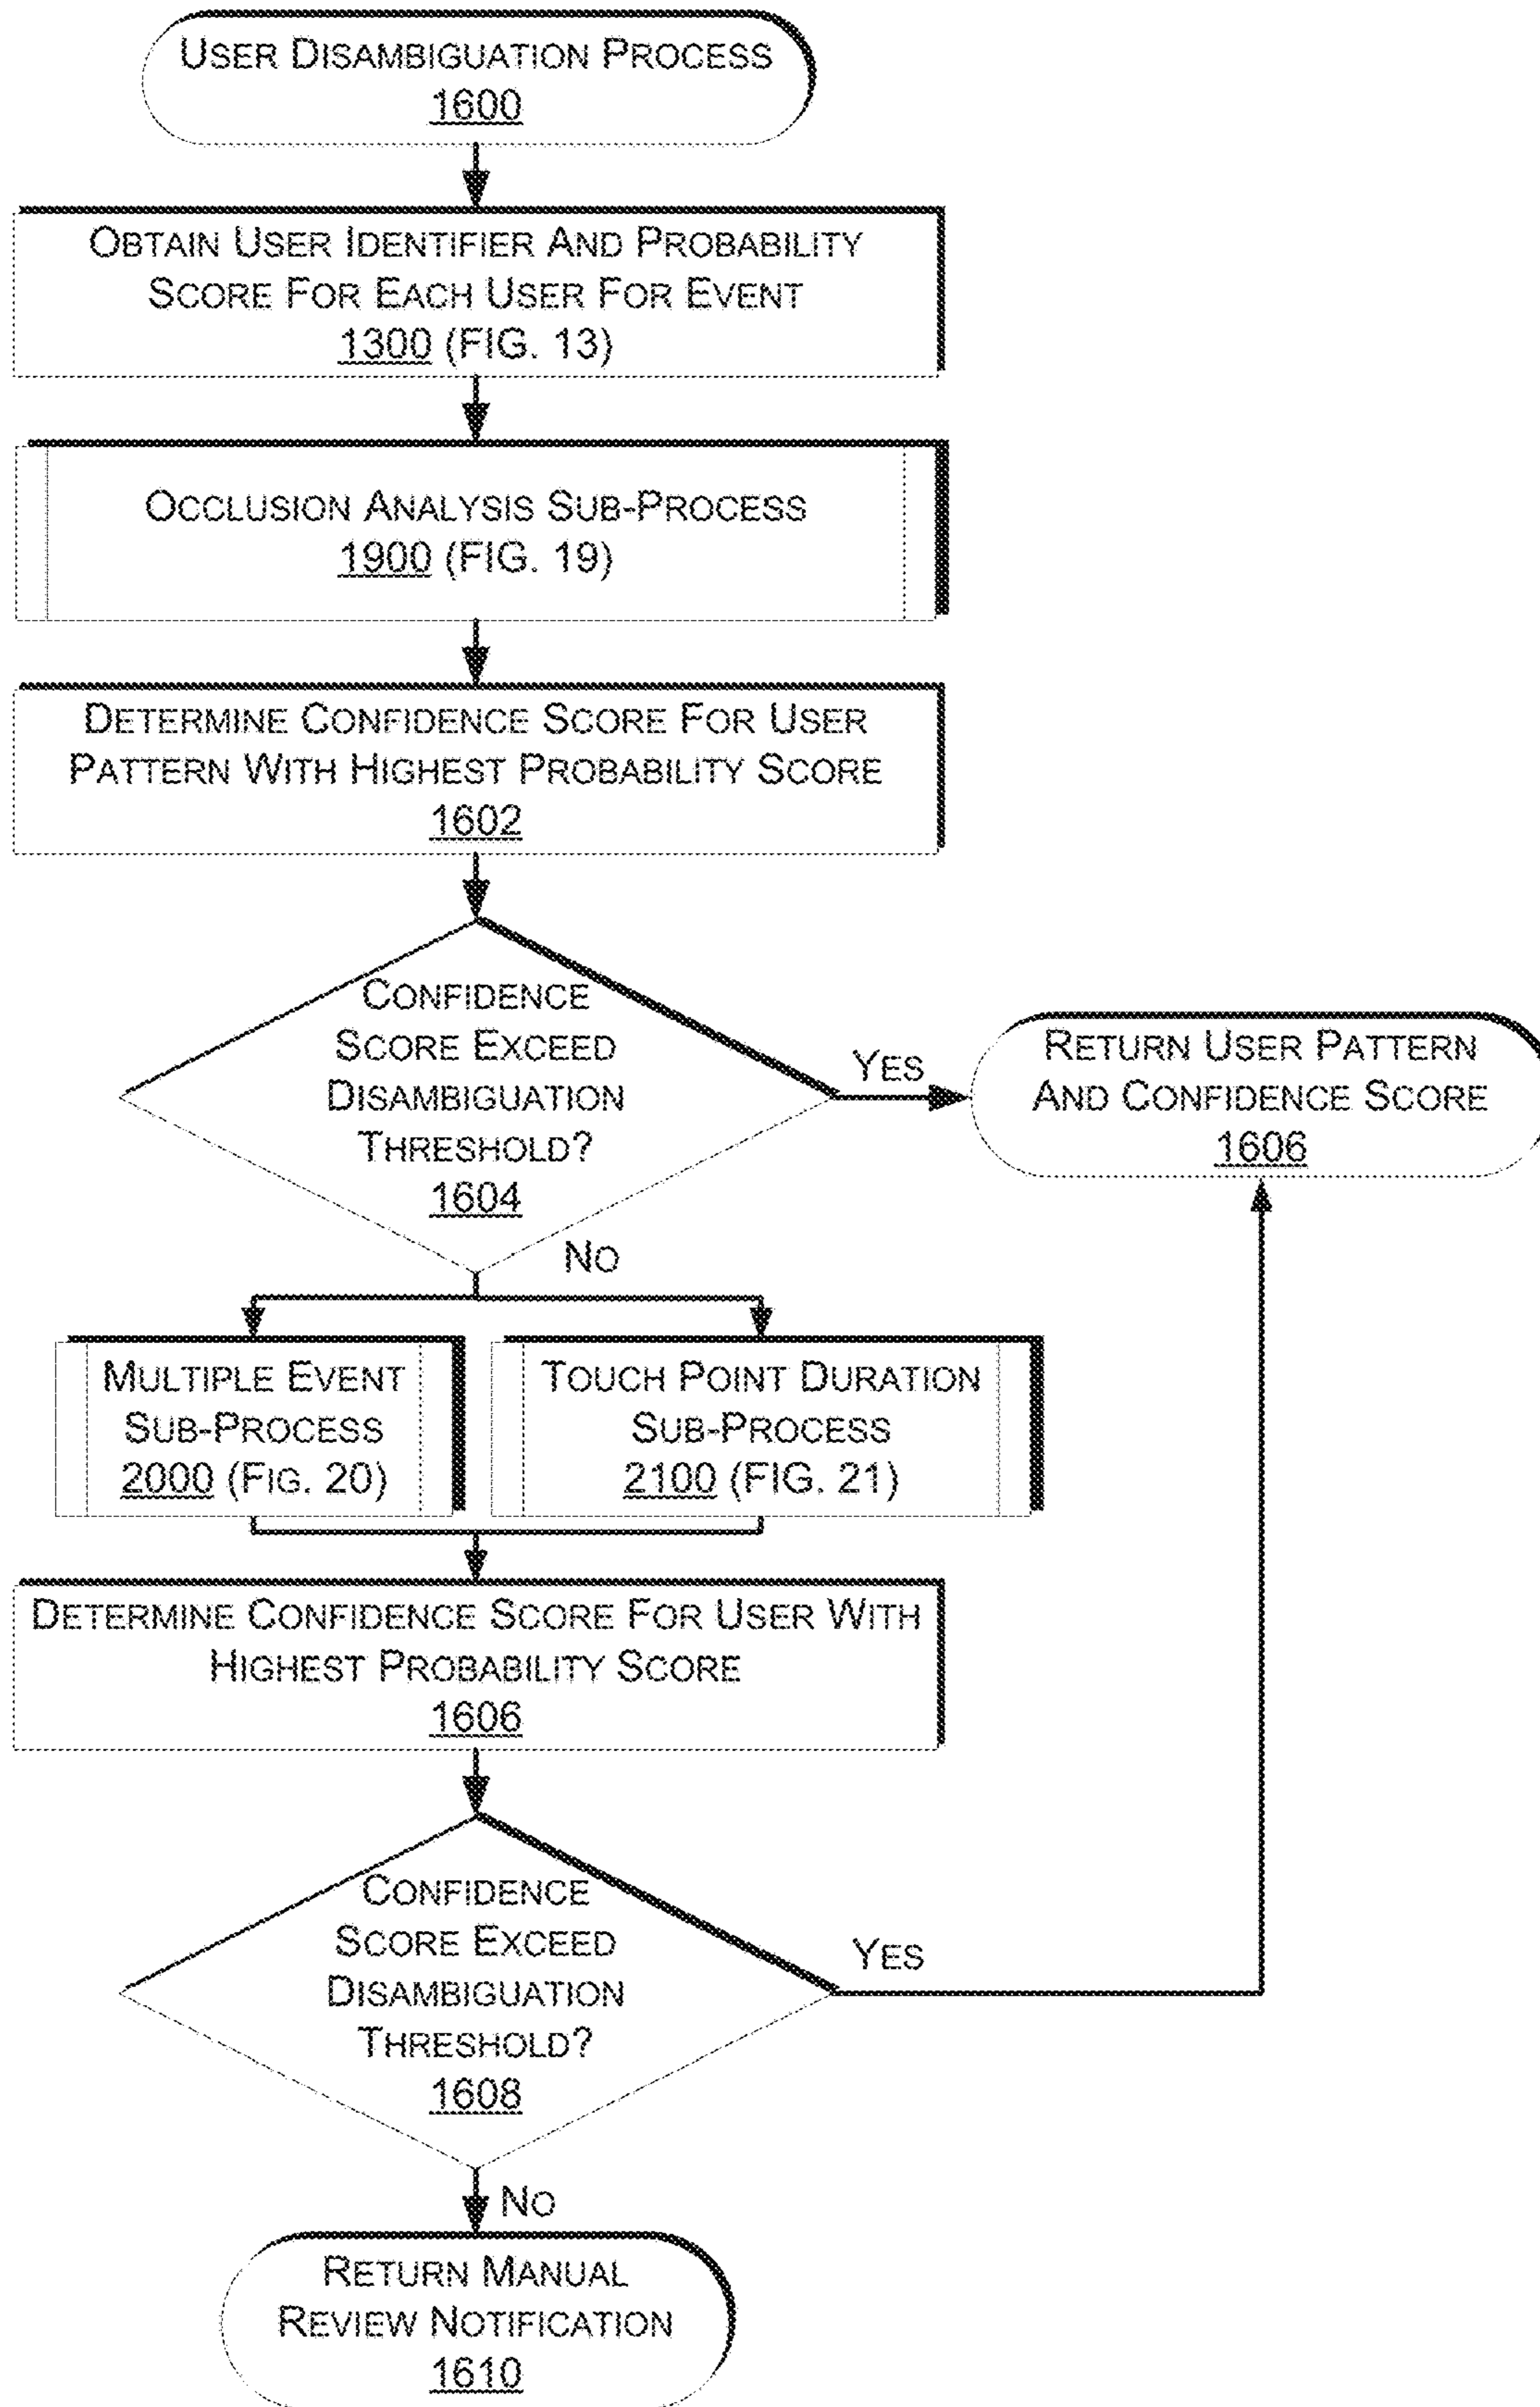 USER DISAMBIGUATION PROCESS
1600
OBTAIN USER IDENTIFIER AND PROBABILITY
SCORE FOR EACH USER FOR EVENT
1300 (FIG. 13)
OCCLUSION ANALYSIS SUB-PROCESS
1900 (FIG. 19)
DETERMINE CONFIDENCE SCORE FOR USER
PATTERN WITH HIGHEST PROBABILITY SCORE
1602
CONFIDENCE
SCORE EXCEED
DISAMBIGUATION
THRESHOLD?
1604
YES
RETURN USER PATTERN
AND CONFIDENCE SCORE
1606
NO
MULTIPLE EVENT
SUB-PROCESS
2000 (FIG. 20)
TOUCH POINT DURATION
SUB-PROCESS
2100 (FIG. 21)
DETERMINE CONFIDENCE SCORE FOR USER WITH
HIGHEST PROBABILITY SCORE
1606
CONFIDENCE
SCORE EXCEED
DISAMBIGUATION
THRESHOLD?
1608
YES
NO
RETURN MANUAL
REVIEW NOTIFICATION
1610